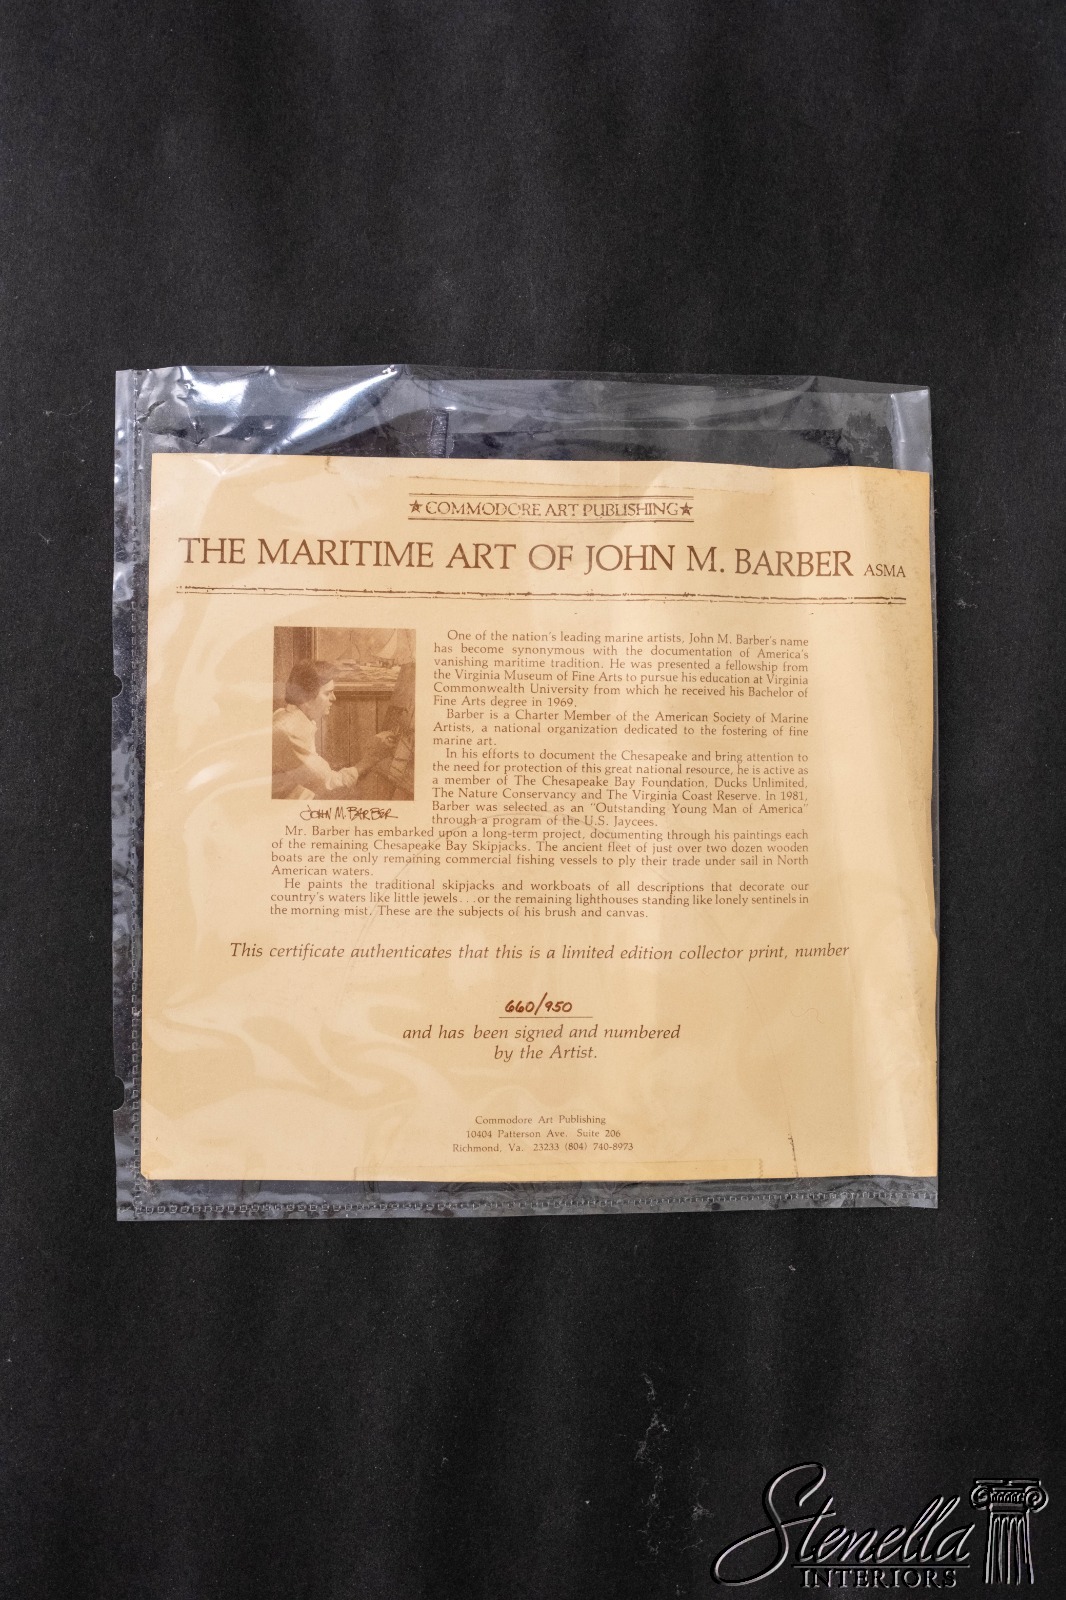 ★COMMODORE ART PUBLISHING★
THE MARITIME ART OF JOHN M. BARBER ASMA
One of the nation's leading marine artists, John M. Barber's name
has become synonymous with the documentation of America's
vanishing maritime tradition. He was presented a fellowship from
the Virginia Museum of Fine Arts to pursue his education at Virginia
Commonwealth University from which he received his Bachelor of
Fine Arts degree in 1969.
Barber is a Charter Member of the American Society of Marine
Artists, a national organization dedicated to the fostering of fine
marine art.
In his efforts to document the Chesapeake and bring attention to
the need for protection of this great national resource, he is active as
a member of The Chesapeake Bay Foundation, Ducks Unlimited,
The Nature Conservancy and The Virginia Coast Reserve. In 1981,
Barber was selected as an "Outstanding Young Man of America"
through a program of the U.S. Jaycees.
JOHN M. BARBER
Mr. Barber has embarked upon a long-term project, documenting through his paintings each
of the remaining Chesapeake Bay Skipjacks. The ancient fleet of just over two dozen wooden
boats are the only remaining commercial fishing vessels to ply their trade under sail in North
American waters.
He paints the traditional skipjacks and workboats of all descriptions that decorate our
country's waters like little jewels...or the remaining lighthouses standing like lonely sentinels in
the morning mist. These are the subjects of his brush and canvas.
This certificate authenticates that this is a limited edition collector print, number
660/950
and has been signed and numbered
by the Artist.
Commodore Art Publishing
10404 Patterson Ave. Suite 206
Richmond, Va. 23233 (804) 740-8973
Stenella
INTERIORS